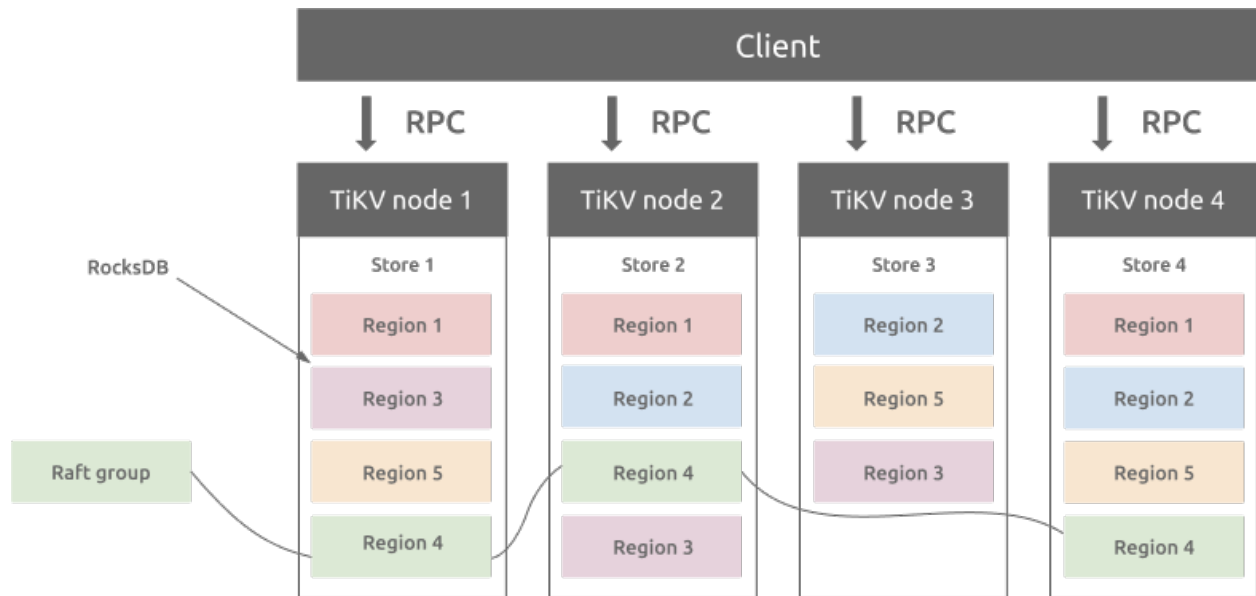 Client
RPC RPC RPC RPC
TiKV node 1 TiKV node 2 TiKV node 3 TiKV node 4
RocksDB
Store 1 Store 2 Store 3 Store 4
Region 1 Region 1 Region 2 Region 1
Region 3 Region 2 Region 5 Region 2
Raft group
Region 5 Region 4 Region 3 Region 5
Region 4 Region 3 Region 4